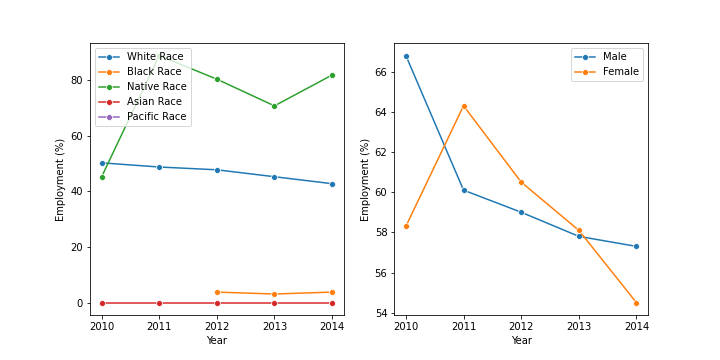 White Race
Black Race
Native Race
Asian Race
Pacific Race
Employment (%)
80
60
40
20
0
2010 2011 2012 2013 2014
Year
Male
Female
Employment (%)
66
64
62
60
58
56
54
2010 2011 2012 2013 2014
Year